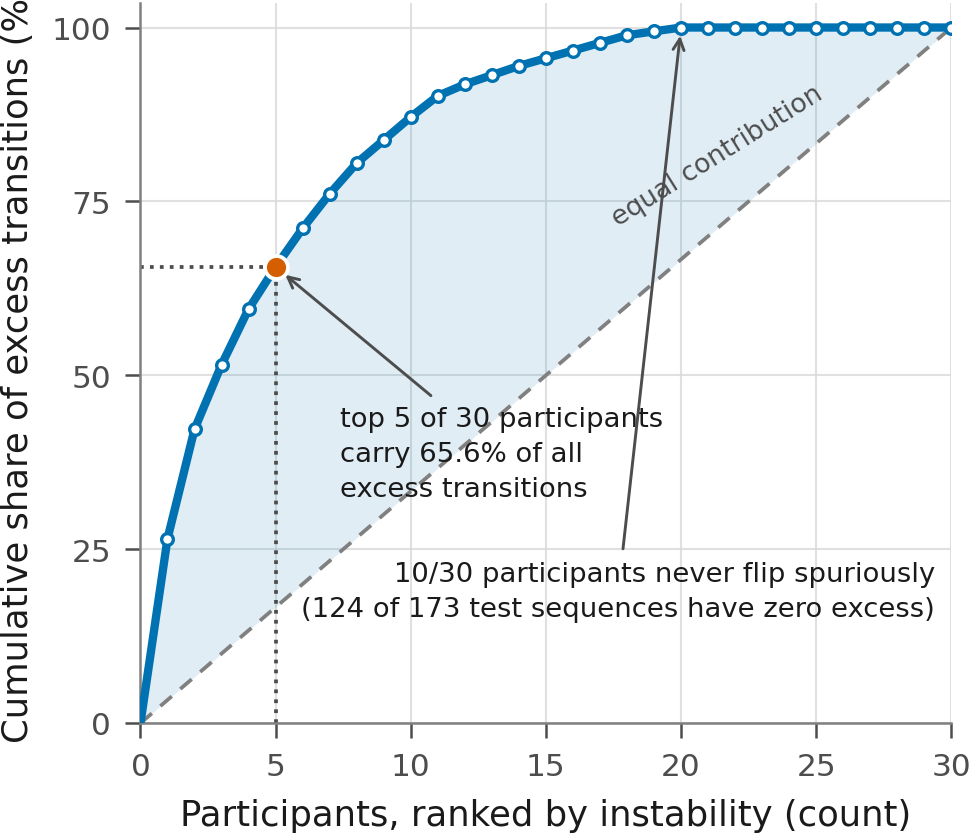 Cumulative share of excess transitions (%
100
75
50
25
0
equal contribution
top 5 of 30 participants
carry 65.6% of all
excess transitions
10/30 participants never flip spuriously
(124 of 173 test sequences have zero excess)
0 5 10 15 20 25 30
Participants, ranked by instability (count)